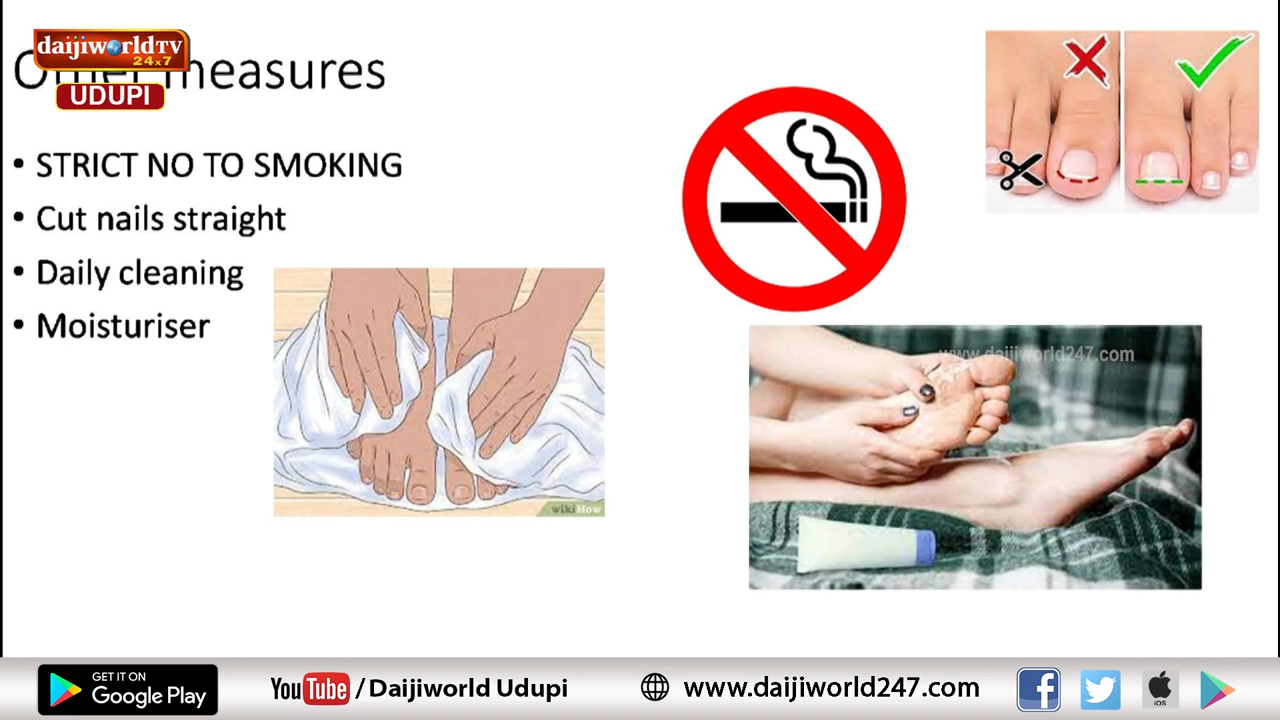 daijiworldTV
24x7
UDUPI
Other measures
• STRICT NO TO SMOKING
• Cut nails straight
• Daily cleaning
• Moisturiser
wikiHow
www.daijiworld247.com
GET IT ON
Google Play
YouTube / Daijiworld Udupi
www.daijiworld247.com
iOS